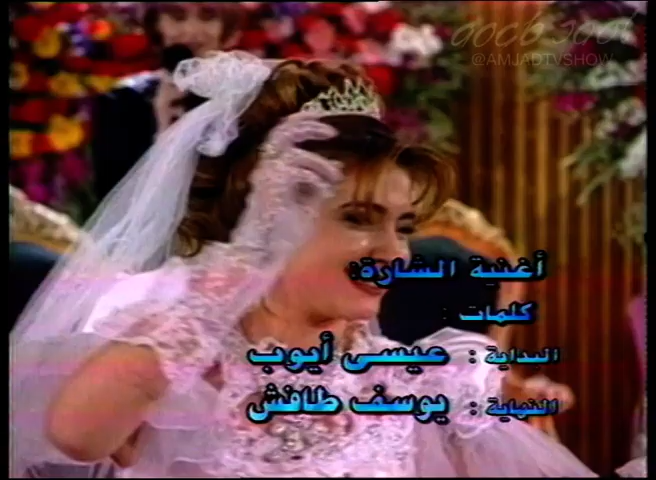 @AMJADTVSHOW
أغنية الشارة:
كلمات :
البداية : عيسى أيوب
النهاية : يوسف طافش